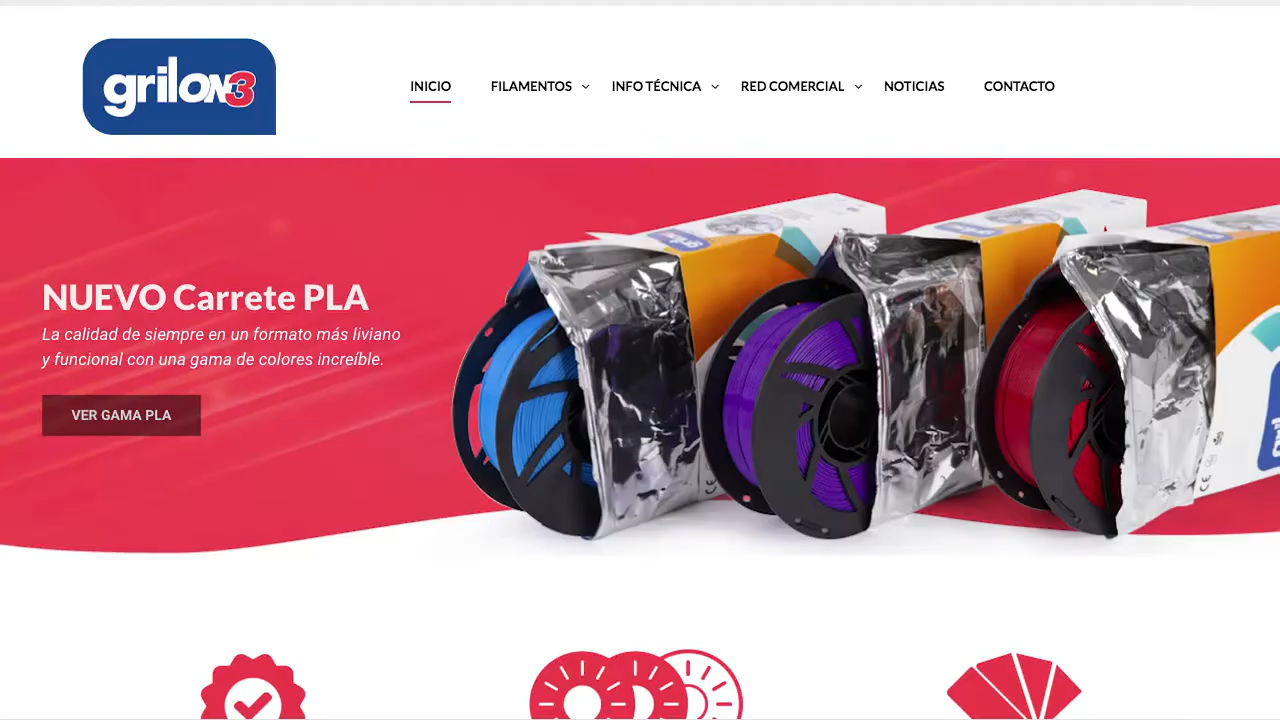 grilon3
INICIO
FILAMENTOS
INFO TÉCNICA
RED COMERCIAL
NOTICIAS
CONTACTO
NUEVO Carrete PLA
La calidad de siempre en un formato más liviano
y funcional con una gama de colores increíble.
VER GAMA PLA